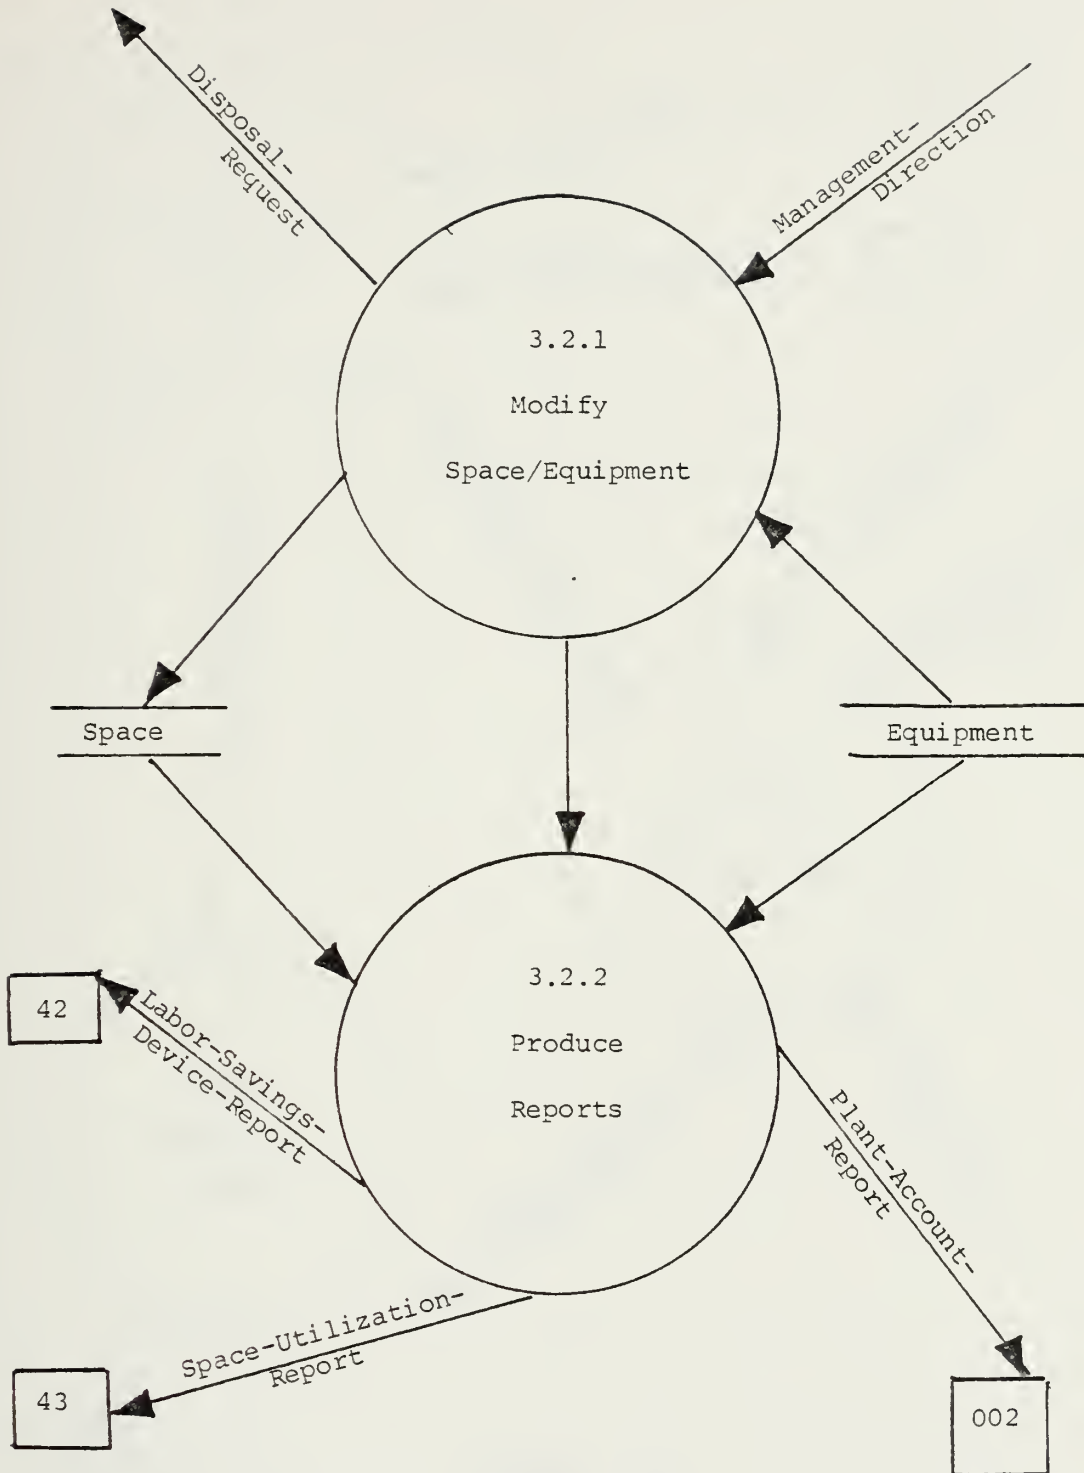 Disposal-
Request
Management-
Direction
3.2.1
Modify
Space/Equipment
Space
Equipment
3.2.2
Produce
Reports
42
Labor-Savings-
Device-Report
Plant-Account-
Report
Space-Utilization-
Report
43
002